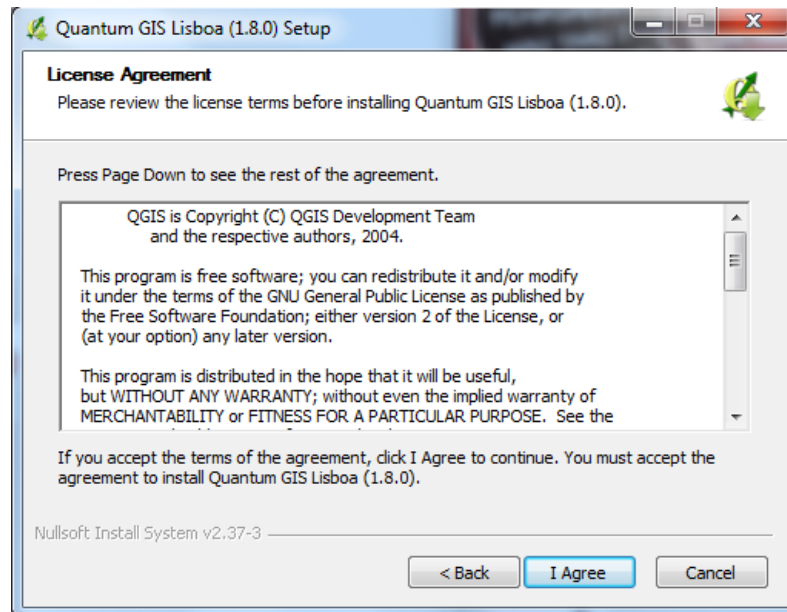 Quantum GIS Lisboa (1.8.0) Setup
License Agreement
Please review the license terms before installing Quantum GIS Lisboa (1.8.0).
Press Page Down to see the rest of the agreement.
QGIS is Copyright (C) QGIS Development Team
and the respective authors, 2004.
This program is free software; you can redistribute it and/or modify
it under the terms of the GNU General Public License as published by
the Free Software Foundation; either version 2 of the License, or
(at your option) any later version.
This program is distributed in the hope that it will be useful,
but WITHOUT ANY WARRANTY; without even the implied warranty of
MERCHANTABILITY or FITNESS FOR A PARTICULAR PURPOSE.  See the
If you accept the terms of the agreement, click I Agree to continue. You must accept the
agreement to install Quantum GIS Lisboa (1.8.0).
Nullsoft Install System v2.37-3
< Back
I Agree
Cancel